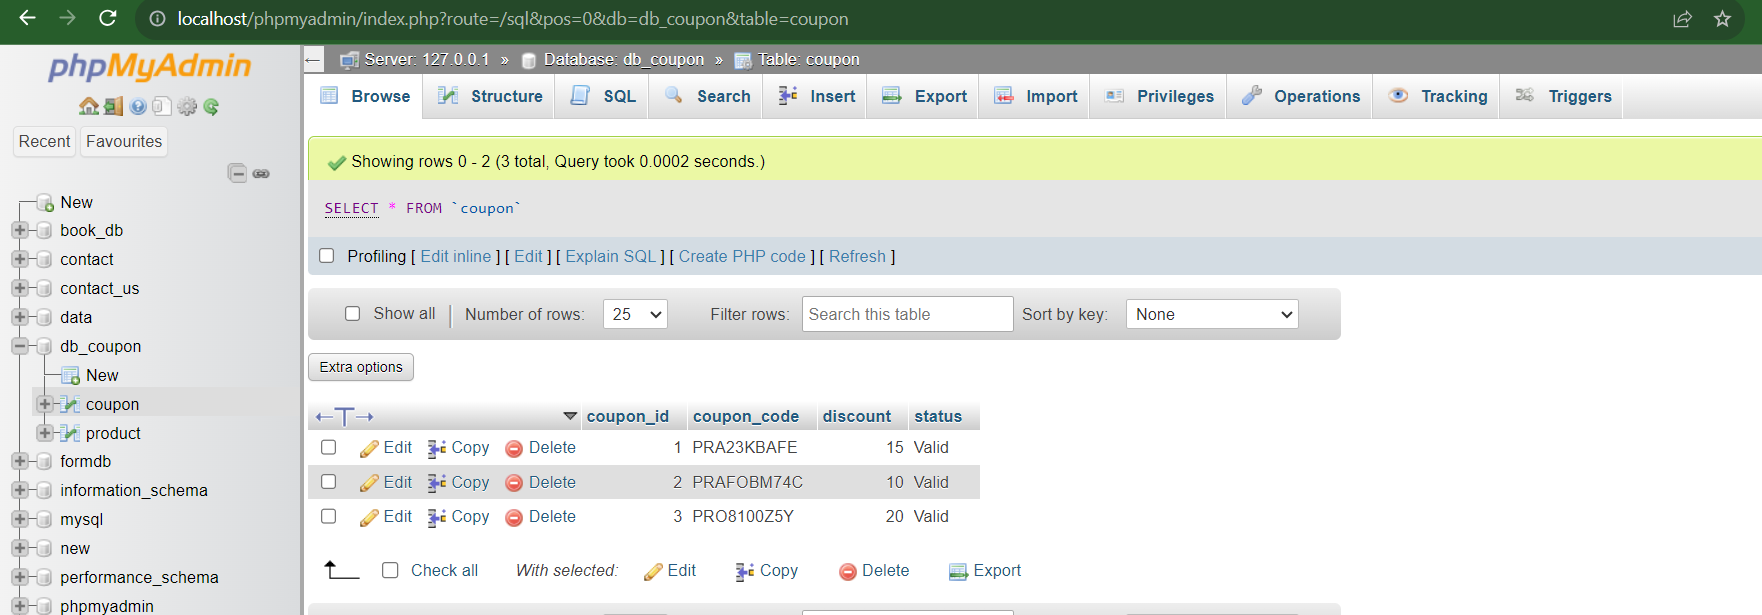 localhost/phpmyadmin/index.php?route=/sql&pos=0&db=db_coupon&table=coupon
phpMyAdmin
Recent Favourites
New
book_db
contact
contact_us
data
db_coupon
New
coupon
product
formdb
information_schema
mysql
new
performance_schema
phpmyadmin
Server: 127.0.0.1 » Database: db_coupon » Table: coupon
Browse Structure SQL Search Insert Export Import Privileges Operations Tracking Triggers
Showing rows 0 - 2 (3 total, Query took 0.0002 seconds.)
SELECT * FROM `coupon`
Profiling [ Edit inline ] [ Edit ] [ Explain SQL ] [ Create PHP code ] [ Refresh ]
Show all | Number of rows: 25 Filter rows: Search this table Sort by key: None
Extra options
←T→ coupon_id coupon_code discount status
Edit Copy Delete 1 PRA23KBAFE 15 Valid
Edit Copy Delete 2 PRAFOBM74C 10 Valid
Edit Copy Delete 3 PRO8100Z5Y 20 Valid
Check all With selected: Edit Copy Delete Export